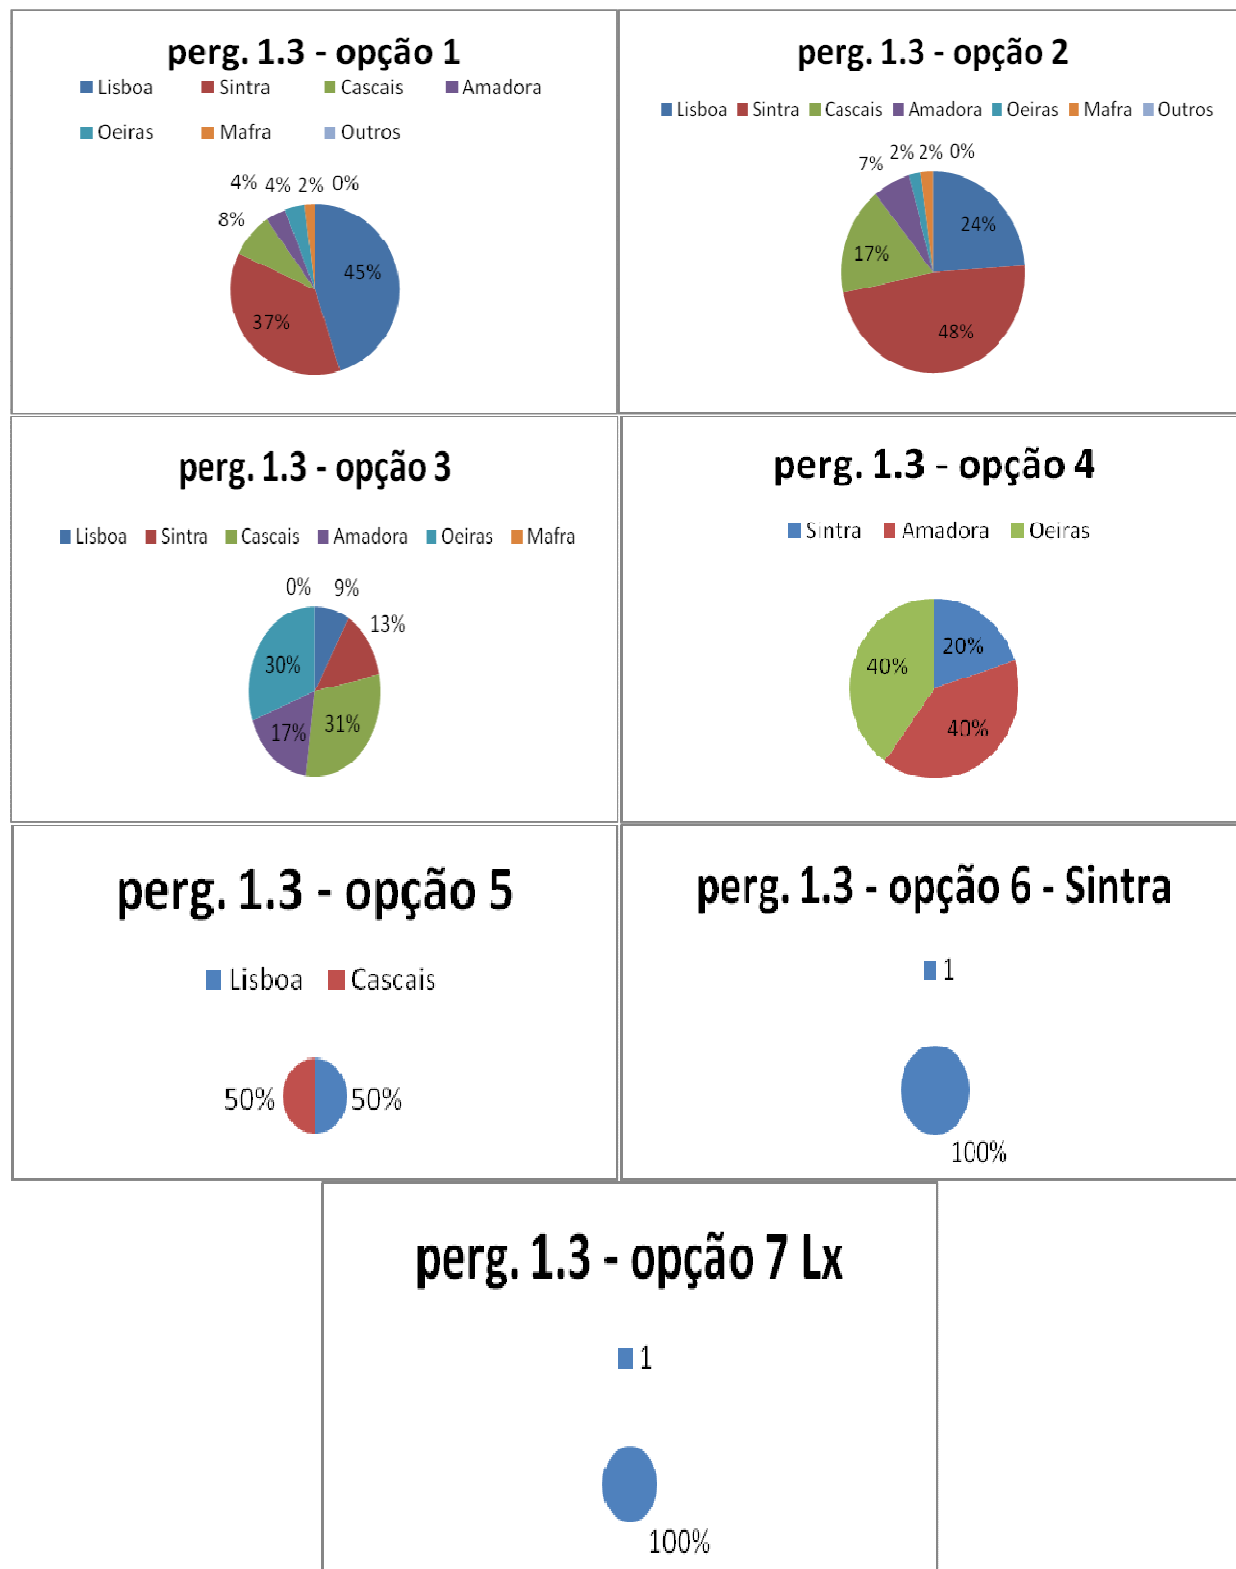 perg. 1.3 - opção 1
Lisboa Sintra Cascais Amadora
Oeiras Mafra Outros
4% 4% 2% 0%
8%
45%
37%
perg. 1.3 - opção 2
Lisboa Sintra Cascais Amadora Oeiras Mafra Outros
7% 2% 2% 0%
24%
17%
48%
perg. 1.3 - opção 3
Lisboa Sintra Cascais Amadora Oeiras Mafra
0% 9%
13%
30%
17% 31%
perg. 1.3 - opção 4
Sintra Amadora Oeiras
20%
40%
40%
perg. 1.3 - opção 5
Lisboa Cascais
50% 50%
perg. 1.3 - opção 6 - Sintra
1
100%
perg. 1.3 - opção 7 Lx
1
100%